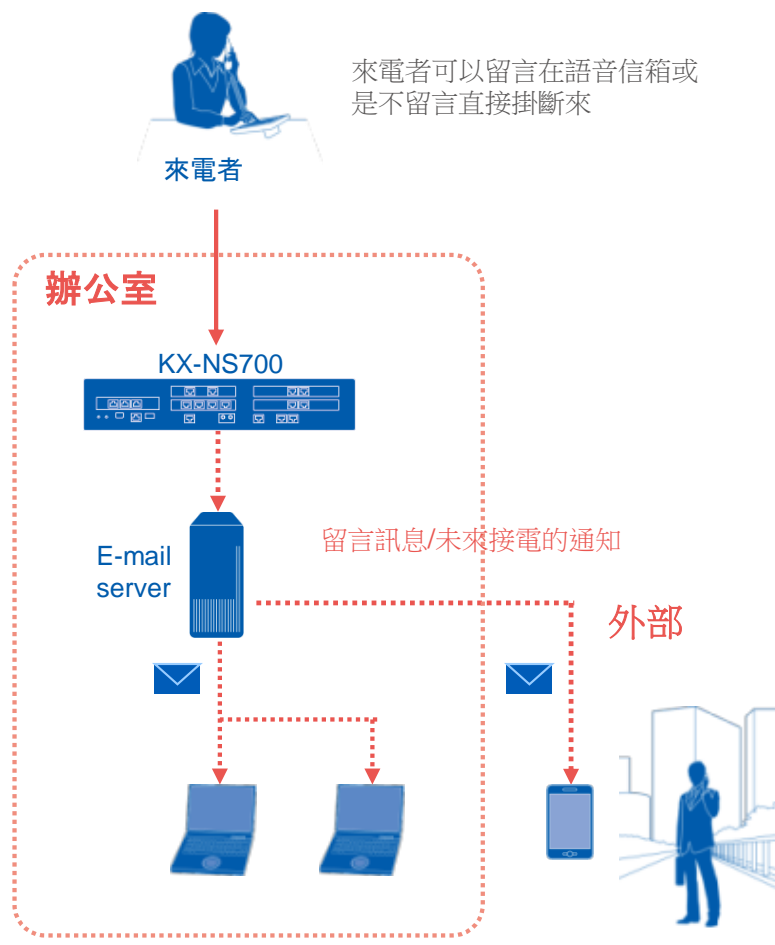 來電者可以留言在語音信箱或
是不留言直接掛斷來
來電者
辦公室
KX-NS700
E-mail
server
留言訊息/未來接電的通知
外部